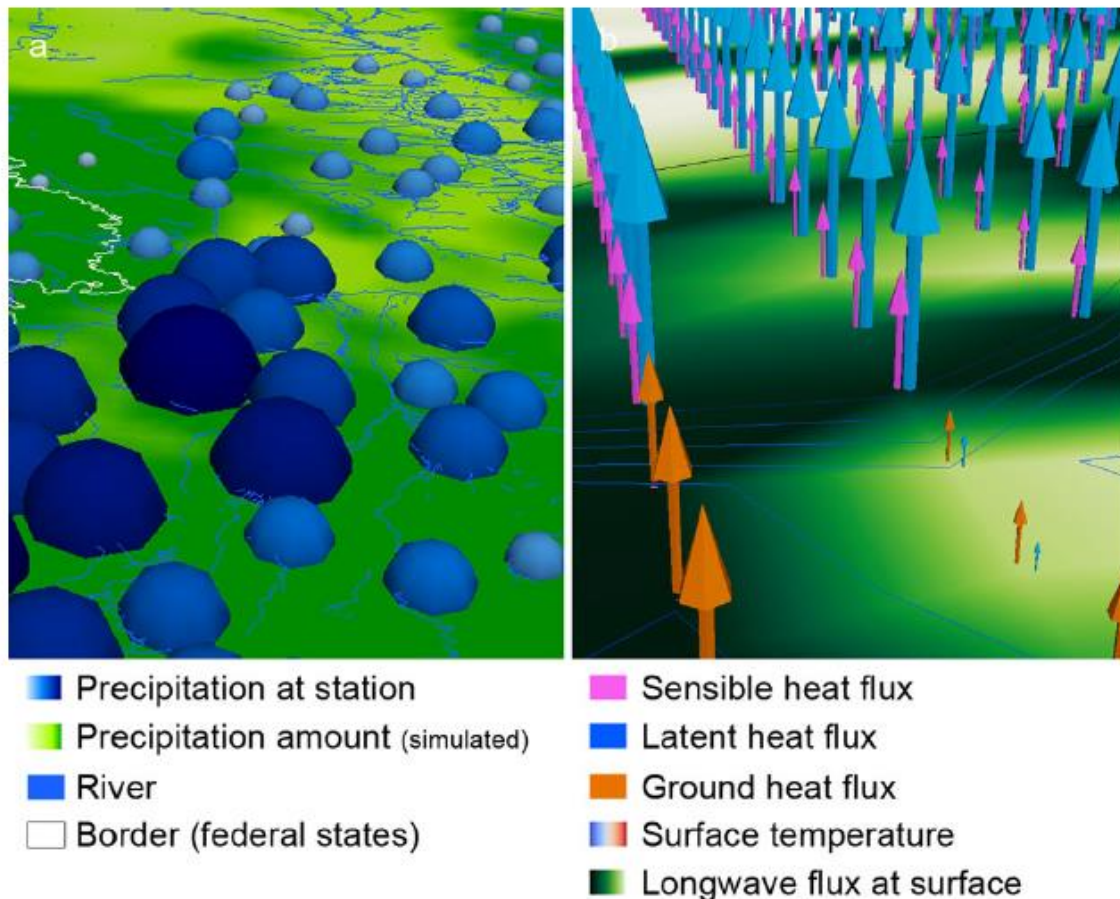 a
b
Precipitation at station
Precipitation amount (simulated)
River
Border (federal states)
Sensible heat flux
Latent heat flux
Ground heat flux
Surface temperature
Longwave flux at surface